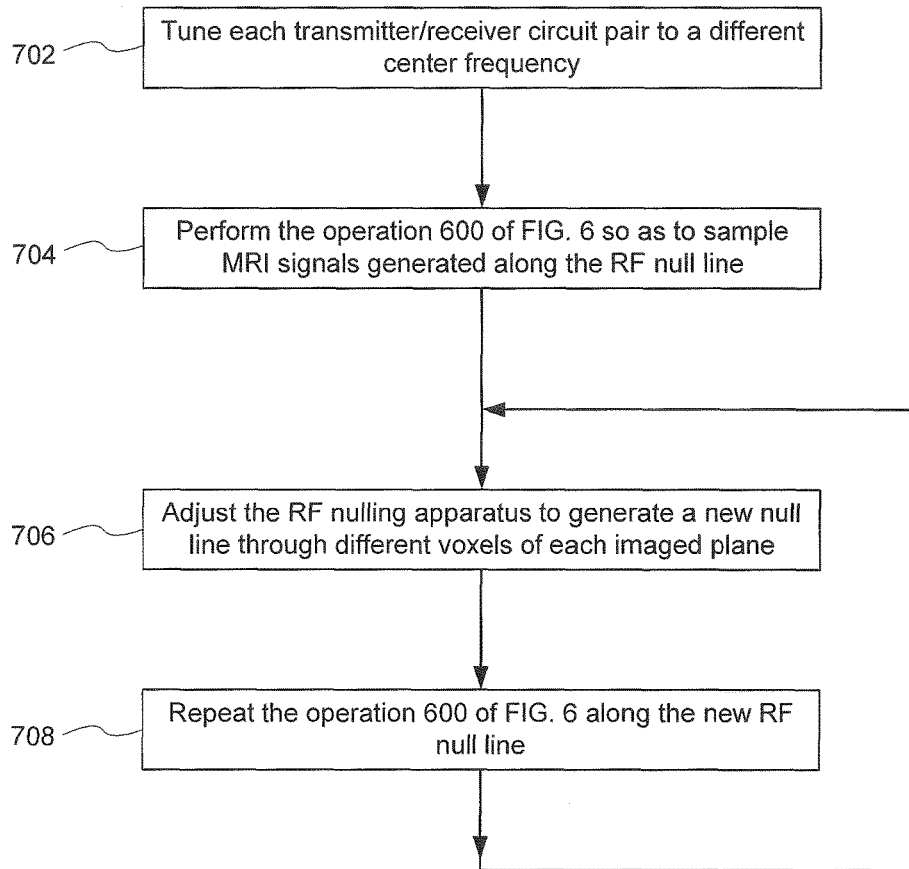 702
Tune each transmitter/receiver circuit pair to a different
center frequency
704
Perform the operation 600 of FIG. 6 so as to sample
MRI signals generated along the RF null line
706
Adjust the RF nulling apparatus to generate a new null
line through different voxels of each imaged plane
708
Repeat the operation 600 of FIG. 6 along the new RF
null line